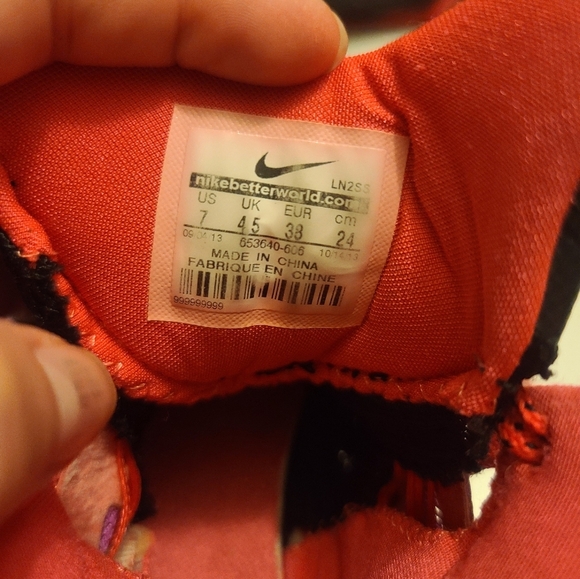 LN2SS
nikebetterworld.com
US UK EUR cm
7 4.5 38 24
653640-606
MADE IN CHINA
FABRIQUE EN CHINE
999999999